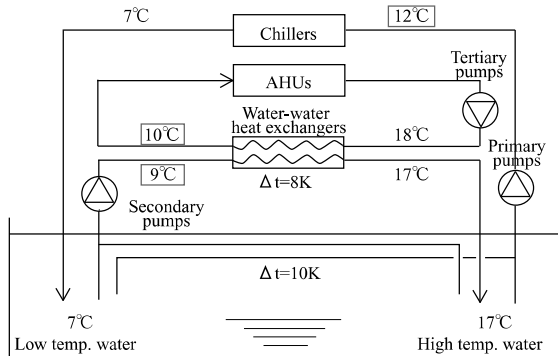 7℃
Chillers
12℃
Tertiary
pumps
AHUs
Water-water
heat exchangers
10℃
18℃
Primary
pumps
9℃
17℃
Δt=8K
Secondary
pumps
Δt=10K
7℃
17℃
Low temp. water
High temp. water